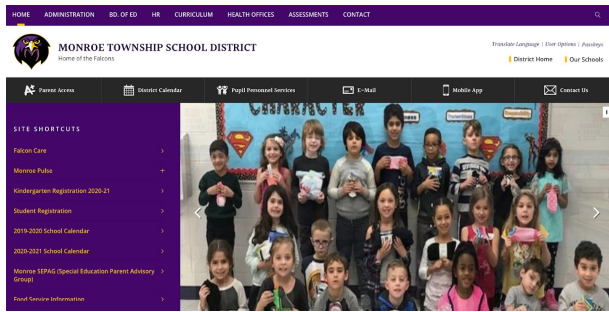 HOME ADMINISTRATION BD. OF ED HR CURRICULUM HEALTH OFFICES ASSESSMENTS CONTACT
MONROE TOWNSHIP SCHOOL DISTRICT
Home of the Falcons
Translate Language | User Options | Passkeys
District Home Our Schools
Parent Access District Calendar Pupil Personnel Services E-Mail Mobile App Contact Us
SITE SHORTCUTS
Falcon Care
Monroe Pulse
Kindergarten Registration 2020-21
Student Registration
2019-2020 School Calendar
2020-2021 School Calendar
Monroe SEPAG (Special Education Parent Advisory
Group)
Food Service Information
CHARACTER